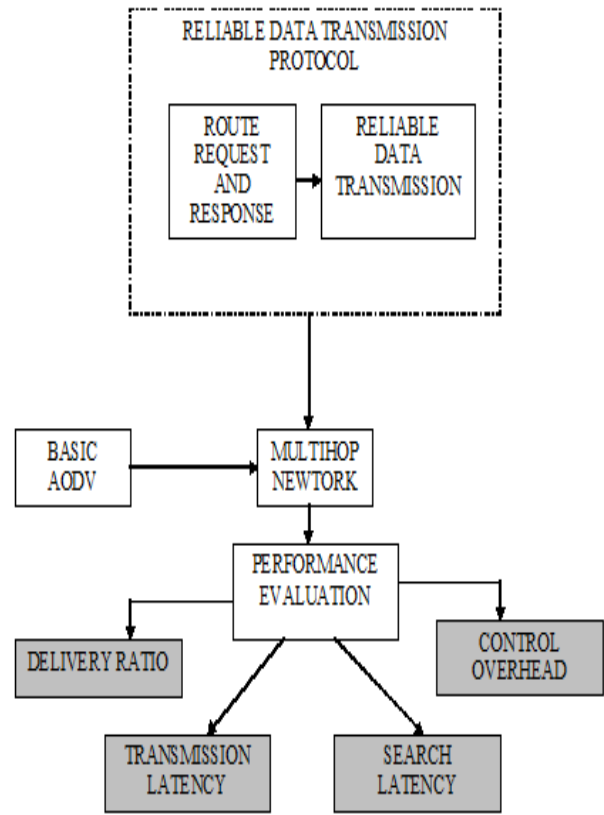 RELIABLE DATA TRANSMISSION
PROTOCOL
ROUTE
REQUEST
AND
RESPONSE
RELIABLE
DATA
TRANSMISSION
BASIC
AODV
MULTIHOP
NEWTORK
PERFORMANCE
EVALUATION
DELIVERY RATIO
CONTROL
OVERHEAD
TRANSMISSION
LATENCY
SEARCH
LATENCY